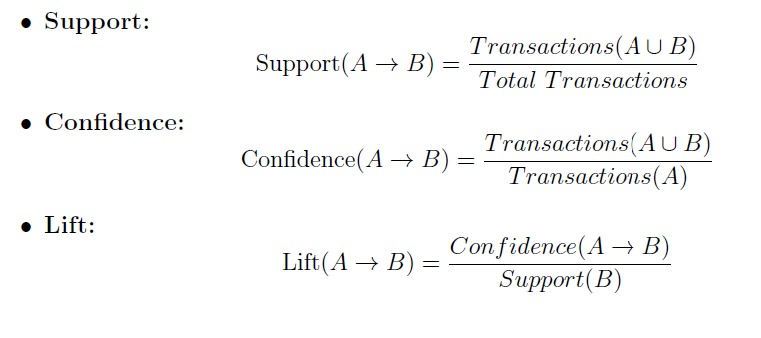 • Support:
Support(A → B) = Transactions(A ∪ B) / Total Transactions
• Confidence:
Confidence(A → B) = Transactions(A ∪ B) / Transactions(A)
• Lift:
Lift(A → B) = Confidence(A → B) / Support(B)